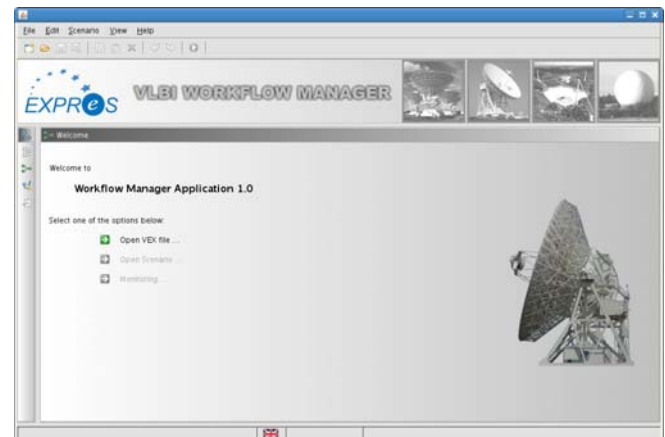 File Edit Scenario View Help
EXPReS
VLBI WORKFLOW MANAGER
Welcome
Welcome to
Workflow Manager Application 1.0
Select one of the options below:
Open VEX file ...
Open Scenario ...
Monitoring ...